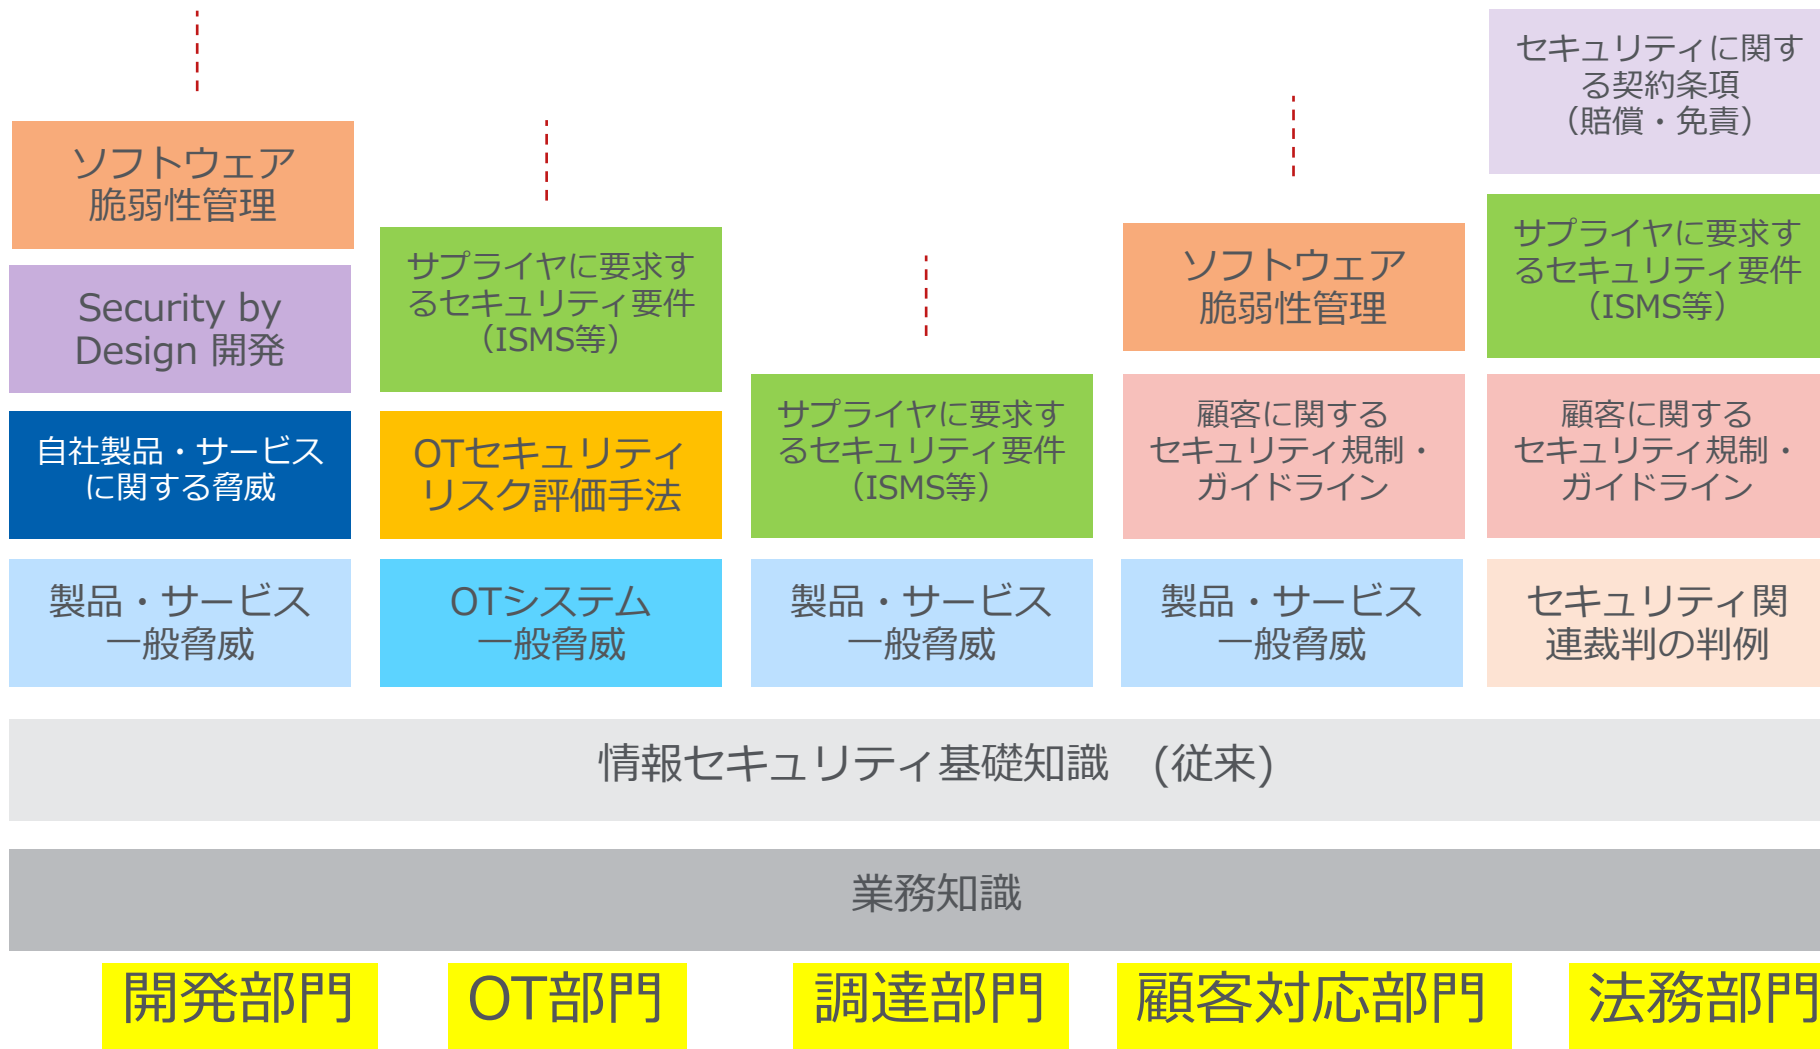 ソフトウェア
脆弱性管理
Security by
Design 開発
自社製品・サービス
に関する脅威
製品・サービス
一般脅威
サプライヤに要求す
るセキュリティ要件
（ISMS等）
OTセキュリティ
リスク評価手法
OTシステム
一般脅威
サプライヤに要求す
るセキュリティ要件
（ISMS等）
製品・サービス
一般脅威
ソフトウェア
脆弱性管理
顧客に関する
セキュリティ規制・
ガイドライン
製品・サービス
一般脅威
セキュリティに関す
る契約条項
（賠償・免責）
サプライヤに要求す
るセキュリティ要件
（ISMS等）
顧客に関する
セキュリティ規制・
ガイドライン
セキュリティ関
連裁判の判例
情報セキュリティ基礎知識　(従来)
業務知識
開発部門
OT部門
調達部門
顧客対応部門
法務部門